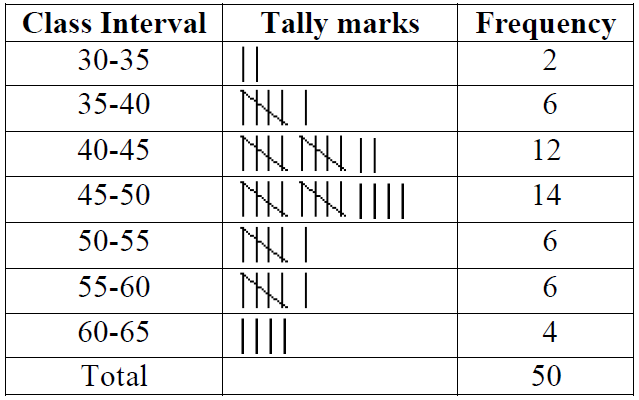 Class Interval Tally marks Frequency
30-35 || 2
35-40 𝍸 | 6
40-45 𝍸 𝍸 || 12
45-50 𝍸 𝍸 |||| 14
50-55 𝍸 | 6
55-60 𝍸 | 6
60-65 |||| 4
Total 50